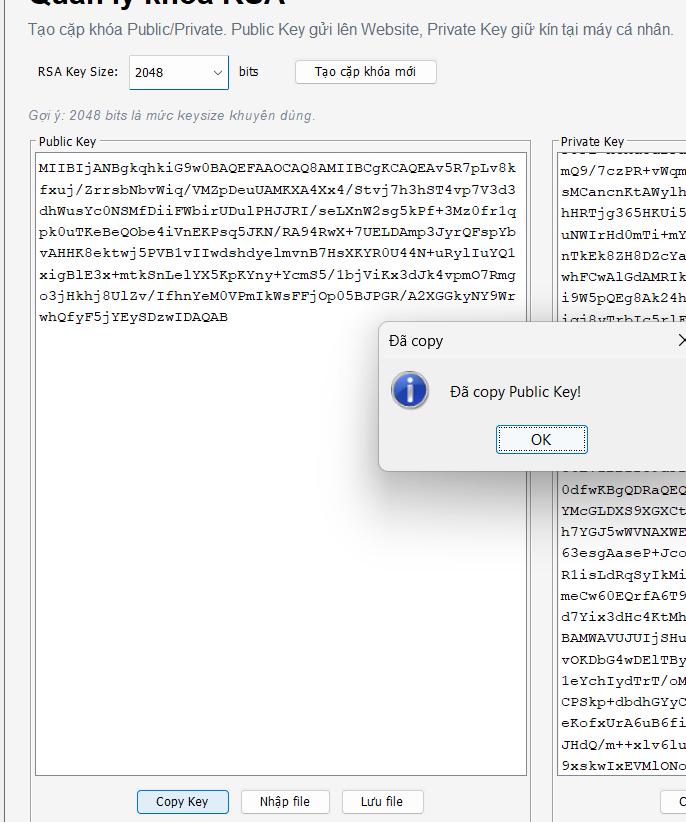 Quản lý khóa RSA
Tạo cặp khóa Public/Private. Public Key gửi lên Website, Private Key giữ kín tại máy cá nhân.
RSA Key Size: 2048 bits Tạo cặp khóa mới
Gợi ý: 2048 bits là mức keysize khuyên dùng.
Public Key
MIIBIjANBgkqhkiG9w0BAQEFAAOCAQ8AMIIBCgKCAQEAv5R7pLv8k
fxuj/ZrrsbNbvWiq/VMZpDeuUAMKXA4Xx4/Stvj7h3hST4vp7V3d3
dhWusYc0NSMfDiiFWbirUDulPHJJRI/seLXnW2sg5kPf+3Mz0fr1q
pk0uTKeBeQObe4iVnEKPsq5JKN/RA94RwX+7UELDAmp3JyrQFspYb
vAHHK8ektwj5PVB1vIIwdshdyelmvnB7HsXKYR0U44N+uRylIuYQ1
xigBlE3x+mtkSnLelYX5KpKYny+YcmS5/1bjViKx3dJk4vpmO7Rmg
o3jHkhj8UlZv/IfhnYeM0VPmIkWsFFjOp05BJPGR/A2XGGkyNY9Wr
whQfyF5jYEySDzwIDAQAB
Private Key
mQ9/7czPR+vWqm
sMCancnKtAWylh
hHRTjg365HKUi5
uNWIrHd0mTi+mY
nTkEk8ZH8DZcYa
whFCwAlGdAMRIk
i9W5pQEg8Ak24h
Đã copy
Đã copy Public Key!
OK
0dfwKBgQDRaQEQ
YMcGLDXS9XGXCt
h7YGJ5wWVNAXWE
63esgAaseP+Jco
R1isLdRqSyIkMi
meCw60EQrfA6T9
d7Yix3dHc4KtMh
BAMWAVUJUIjSHu
vOKDbG4wDElTBy
1eYchIydTrT/oM
CPSkp+dbdhGYyC
eKofxUrA6uB6fi
JHdQ/m++xlv6lu
9xskwIxEVMlONo
Copy Key Nhập file Lưu file